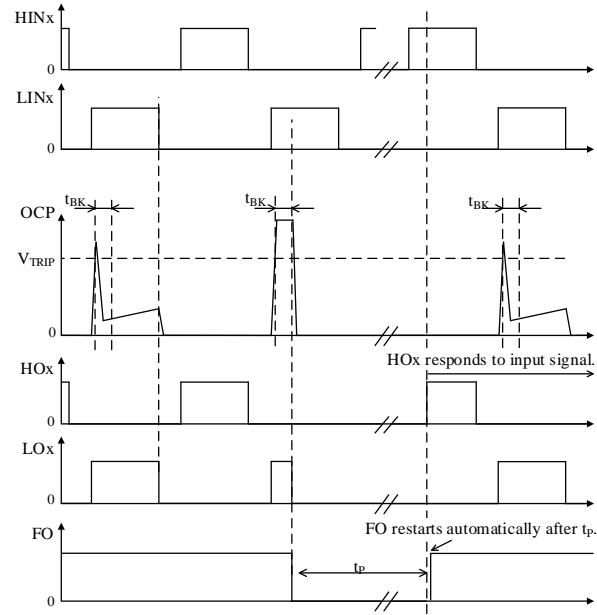 HINx
0
LINx
0
tBK
tBK
tBK
OCP
VTRIP
0
HOx responds to input signal.
HOx
0
LOx
0
FO restarts automatically after tP.
FO
tP
0